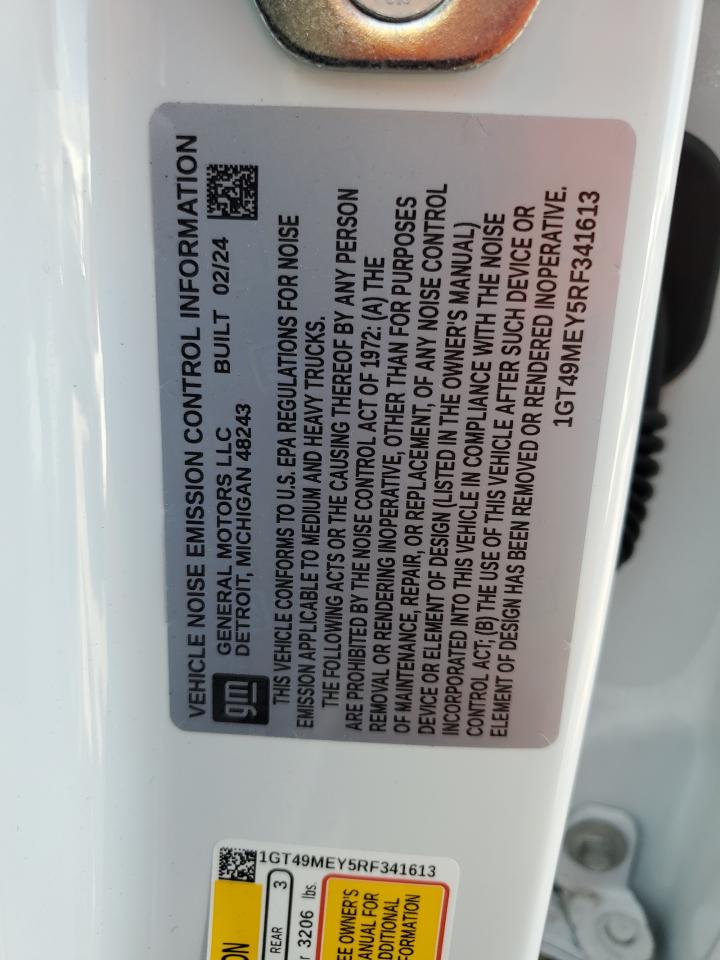 VEHICLE NOISE EMISSION CONTROL INFORMATION
gm
GENERAL MOTORS LLC
DETROIT, MICHIGAN 48243
BUILT 02/24
THIS VEHICLE CONFORMS TO U.S. EPA REGULATIONS FOR NOISE
EMISSION APPLICABLE TO MEDIUM AND HEAVY TRUCKS.
THE FOLLOWING ACTS OR THE CAUSING THEREOF BY ANY PERSON
ARE PROHIBITED BY THE NOISE CONTROL ACT OF 1972: (A) THE
REMOVAL OR RENDERING INOPERATIVE, OTHER THAN FOR PURPOSES
OF MAINTENANCE, REPAIR, OR REPLACEMENT, OF ANY NOISE CONTROL
DEVICE OR ELEMENT OF DESIGN (LISTED IN THE OWNER'S MANUAL)
INCORPORATED INTO THIS VEHICLE IN COMPLIANCE WITH THE NOISE
CONTROL ACT; (B) THE USE OF THIS VEHICLE AFTER SUCH DEVICE OR
ELEMENT OF DESIGN HAS BEEN REMOVED OR RENDERED INOPERATIVE.
1GT49MEY5RF341613
1GT49MEY5RF341613
ON
REAR 3
r 3206 lbs.
EE OWNER'S
ANUAL FOR
DDITIONAL
FORMATION